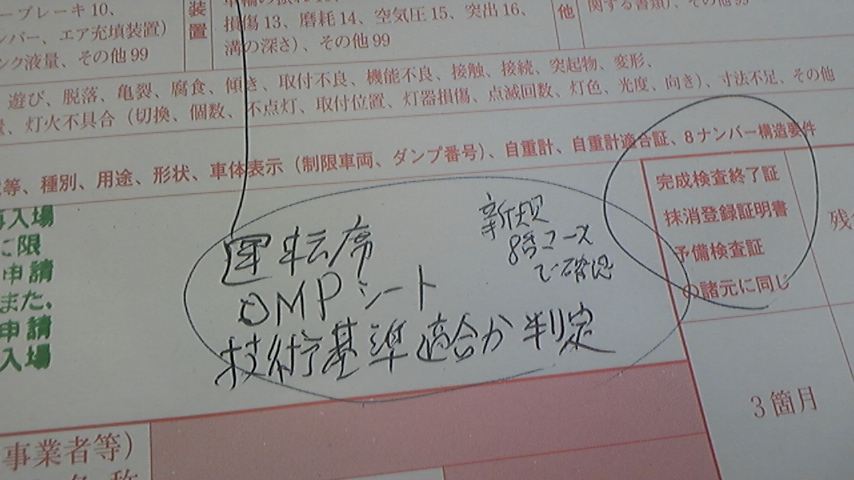 ーブレーキ10、
ンバー、エア充填装置)
ンク液量、その他99
装
置
損傷13、磨耗14、空気圧15、突出16、
溝の深さ)、その他99
他
関する書類)、その他99
遊び、脱落、亀裂、腐食、傾き、取付不良、機能不良、接触、接続、突起物、変形、
、灯火不具合(切換、個数、不点灯、取付位置、灯器損傷、点滅回数、灯色、光度、向き)、寸法不足、その他
等、種別、用途、形状、車体表示(制限車両、ダンプ番号)、自重計、自重計適合証、8ナンバー構造要件
入場
に限
申請
また、
申請
入場
運転席
OMPシート
技術基準適合か判定
新規
8番コース
で確認
完成検査終了証
抹消登録証明書
予備検査証
の諸元に同じ
残
3箇月
事業者等)
名称